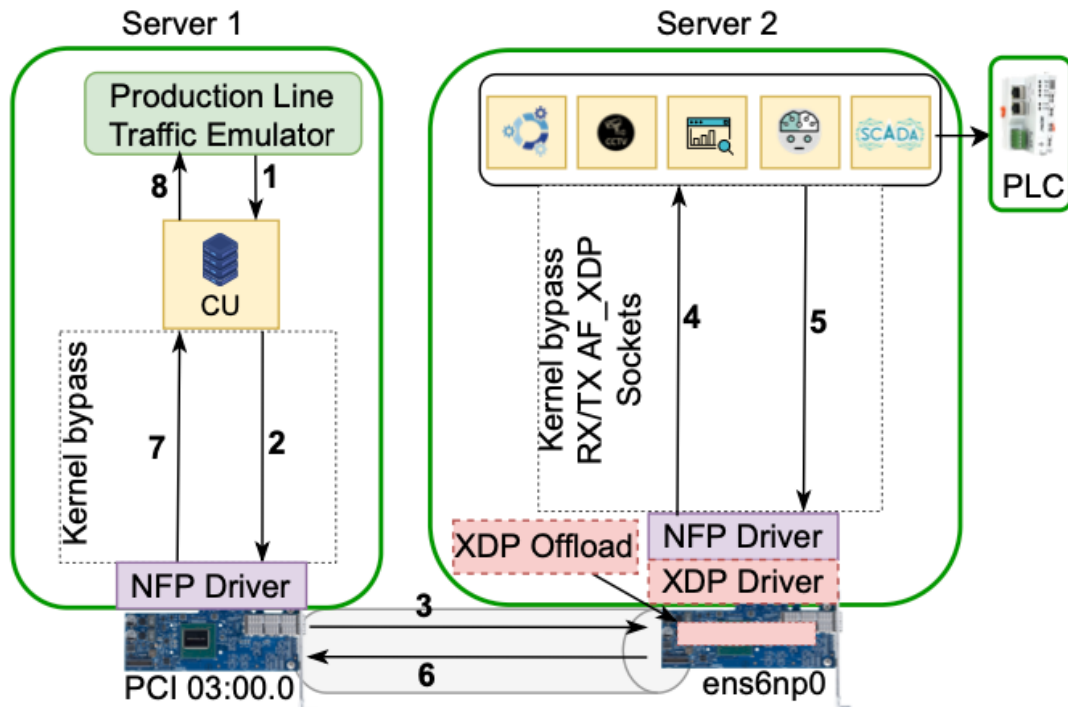 Server 1
Server 2
Production Line
Traffic Emulator
8
1
CU
Kernel bypass
7
2
NFP Driver
PCI 03:00.0
3
6
CCTV
SCADA
PLC
Kernel bypass
RX/TX AF_XDP
Sockets
4
5
XDP Offload
NFP Driver
XDP Driver
ens6np0